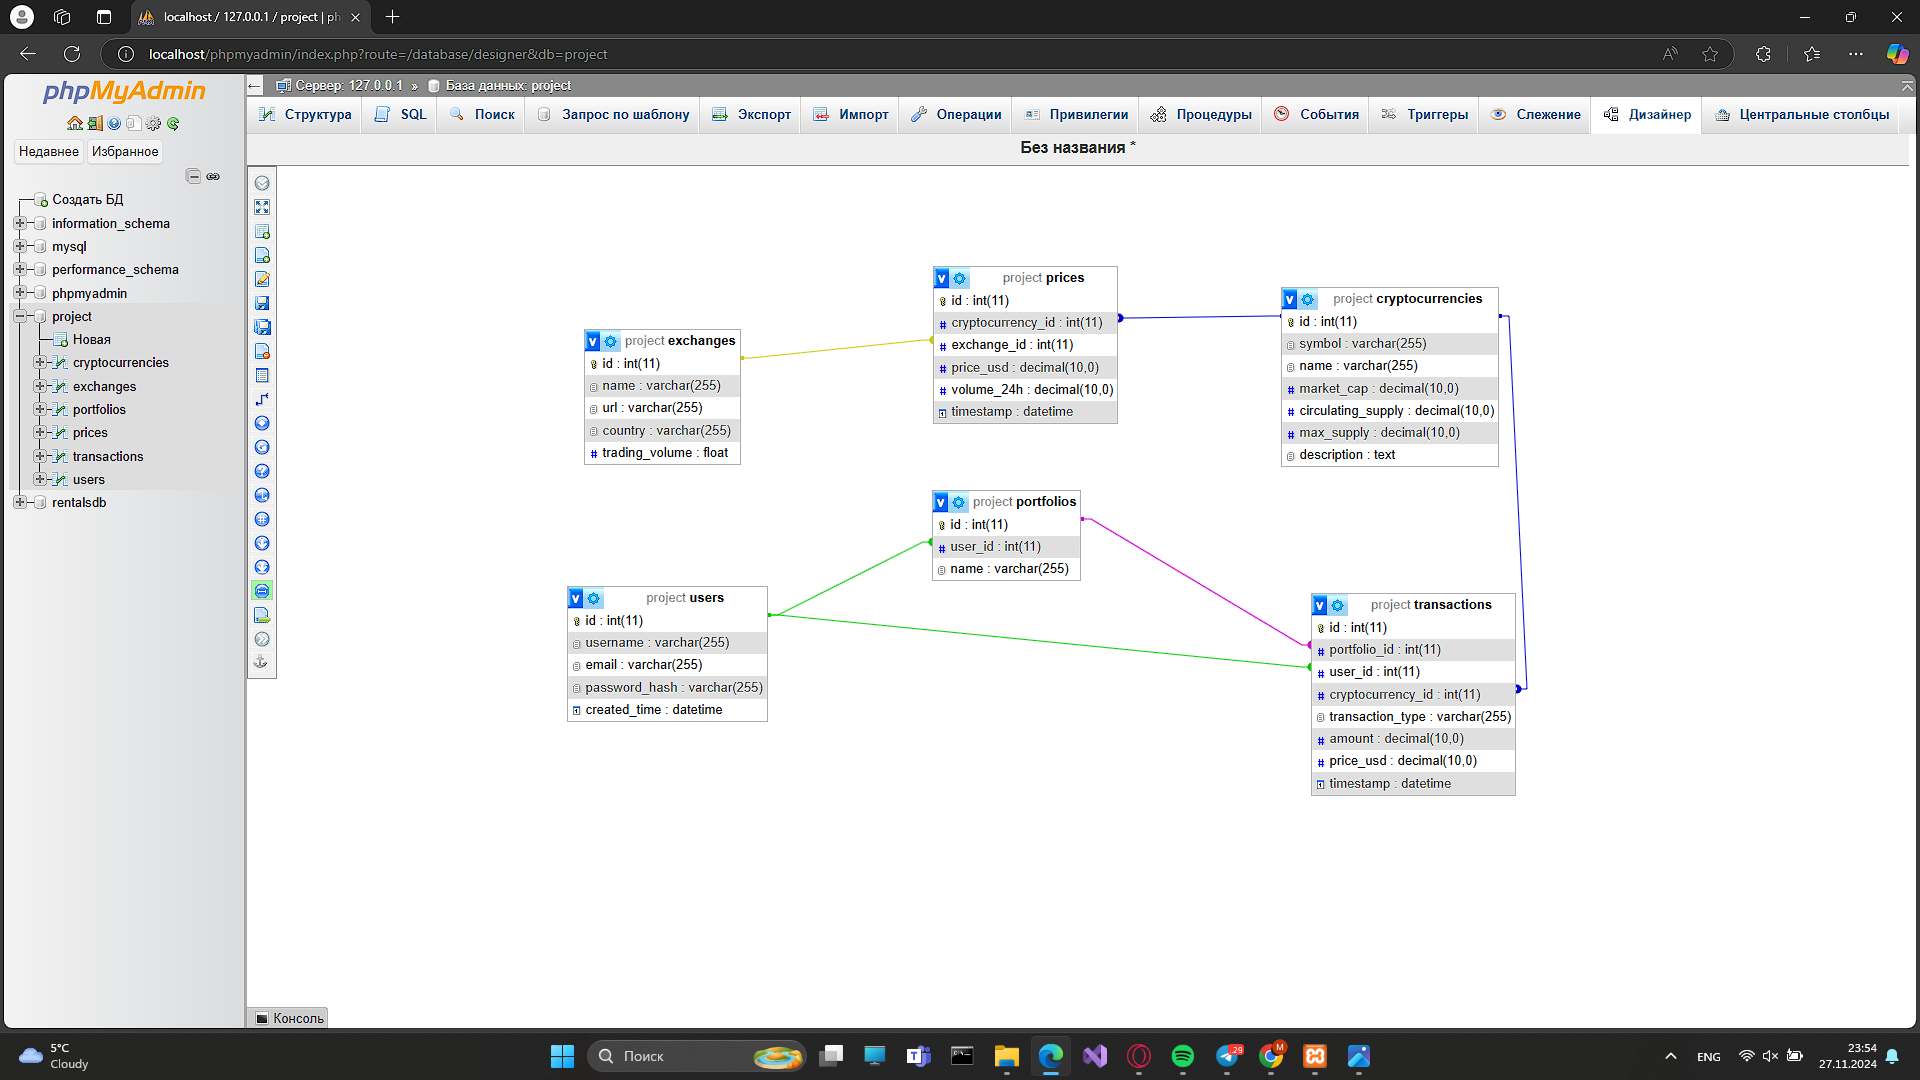 localhost / 127.0.0.1 / project | ph
localhost/phpmyadmin/index.php?route=/database/designer&db=project
phpMyAdmin
Недавнее
Избранное
Создать БД
information_schema
mysql
performance_schema
phpmyadmin
project
Новая
cryptocurrencies
exchanges
portfolios
prices
transactions
users
rentalsdb
Сервер: 127.0.0.1 » База данных: project
Структура
SQL
Поиск
Запрос по шаблону
Экспорт
Импорт
Операции
Привилегии
Процедуры
События
Триггеры
Слежение
Дизайнер
Центральные столбцы
Без названия *
project exchanges
id : int(11)
name : varchar(255)
url : varchar(255)
country : varchar(255)
trading_volume : float
project prices
id : int(11)
cryptocurrency_id : int(11)
exchange_id : int(11)
price_usd : decimal(10,0)
volume_24h : decimal(10,0)
timestamp : datetime
project cryptocurrencies
id : int(11)
symbol : varchar(255)
name : varchar(255)
market_cap : decimal(10,0)
circulating_supply : decimal(10,0)
max_supply : decimal(10,0)
description : text
project portfolios
id : int(11)
user_id : int(11)
name : varchar(255)
project users
id : int(11)
username : varchar(255)
email : varchar(255)
password_hash : varchar(255)
created_time : datetime
project transactions
id : int(11)
portfolio_id : int(11)
user_id : int(11)
cryptocurrency_id : int(11)
transaction_type : varchar(255)
amount : decimal(10,0)
price_usd : decimal(10,0)
timestamp : datetime
Консоль
5°C
Cloudy
Поиск
29
M
ENG
23:54
27.11.2024